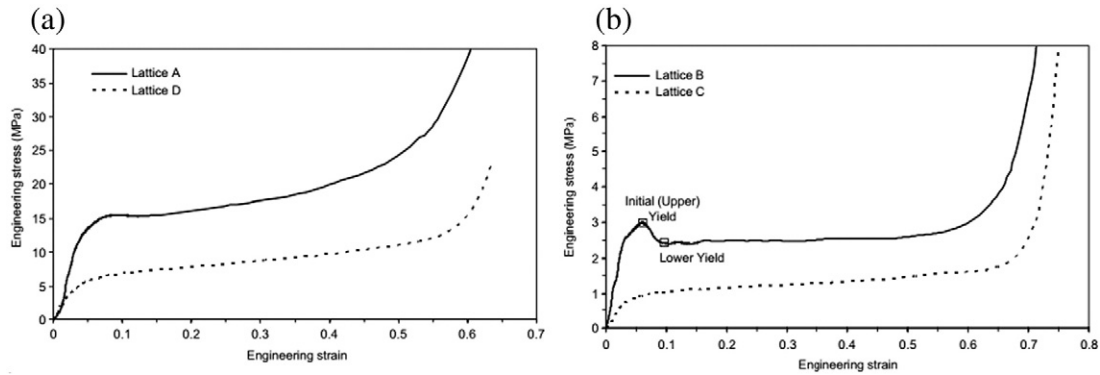 (a)
40
35
30
25
20
15
10
5
0
Engineering stress (MPa)
Lattice A
Lattice D
0 0.1 0.2 0.3 0.4 0.5 0.6 0.7
Engineering strain
(b)
8
7
6
5
4
3
2
1
0
Engineering stress (MPa)
Lattice B
Lattice C
Initial (Upper)
Yield
Lower Yield
0 0.1 0.2 0.3 0.4 0.5 0.6 0.7 0.8
Engineering strain